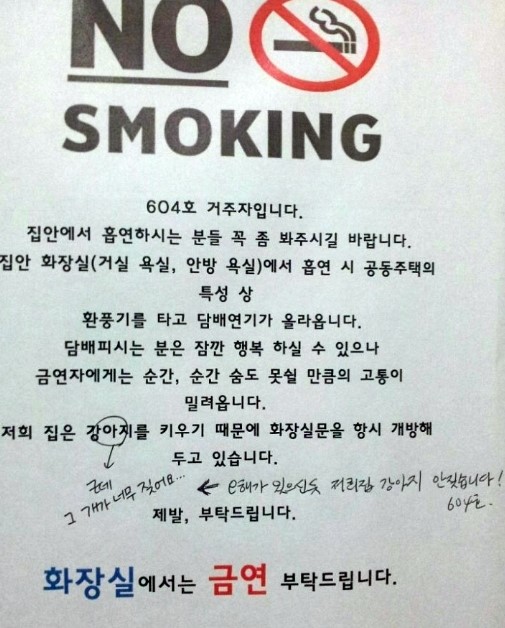 NO
SMOKING
604호 거주자입니다.
집안에서 흡연하시는 분들 꼭 좀 봐주시길 바랍니다.
집안 화장실(거실 욕실, 안방 욕실)에서 흡연 시 공동주택의
특성 상
환풍기를 타고 담배연기가 올라옵니다.
담배피시는 분은 잠깐 행복 하실 수 있으나
금연자에게는 순간, 순간 숨도 못쉴 만큼의 고통이
밀려옵니다.
저희 집은 강아지를 키우기 때문에 화장실문을 항시 개방해
두고 있습니다.
근데
그 개가 너무 짖어요...
← 오해가 있으신듯 저희집 강아지 안짖습니다!
604호.
제발, 부탁드립니다.
화장실에서는 금연 부탁드립니다.